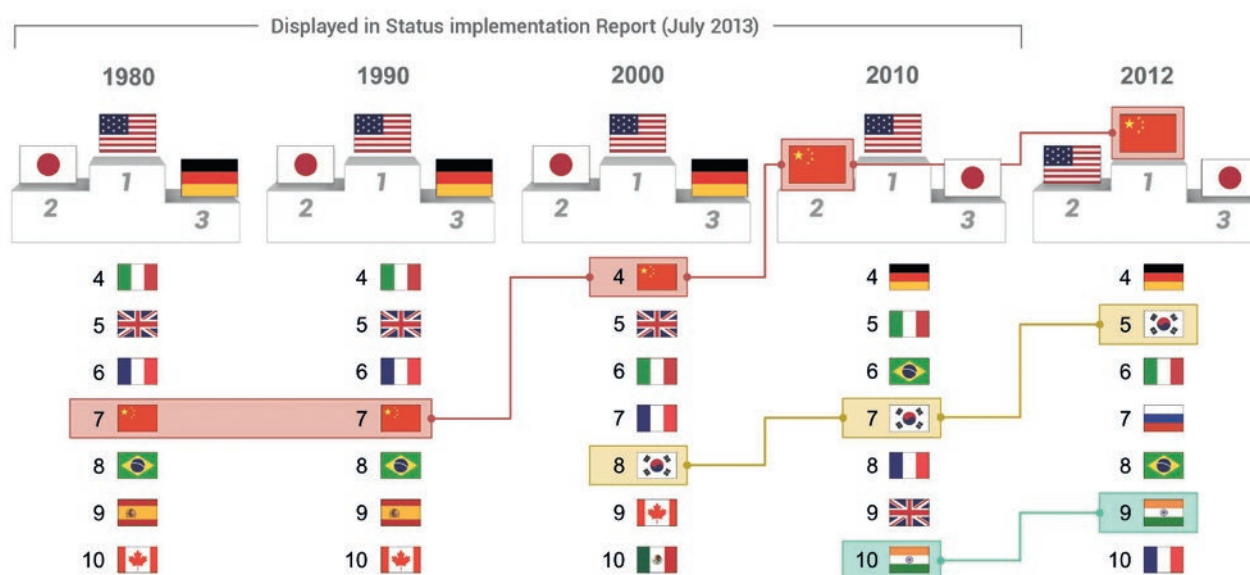 Displayed in Status implementation Report (July 2013)
1980 1990 2000 2010 2012
2 1 3 2 1 3 2 1 3 2 1 3 2 1 3
4 4 4 4 4
5 5 5 5 5
6 6 6 6 6
7 7 7 7 7
8 8 8 8 8
9 9 9 9 9
10 10 10 10 10